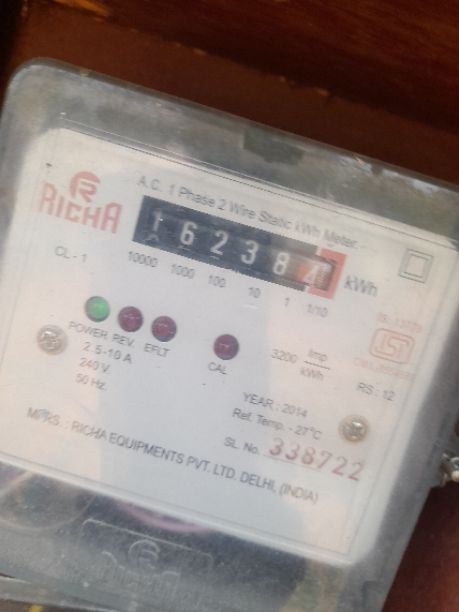 RICHA
A.C. 1 Phase 2 Wire Static kWh Meter
162384 kWh
CL-1
10000 1000 100 10 1 1/10
POWER REV. EFLT CAL
3200 Imp/kWh
2.5-10 A
240 V.
50 Hz.
RS : 12
YEAR : 2014
Ref. Temp. - 27°C
SL. No. 338722
MFRS. : RICHA EQUIPMENTS PVT. LTD. DELHI, (INDIA)